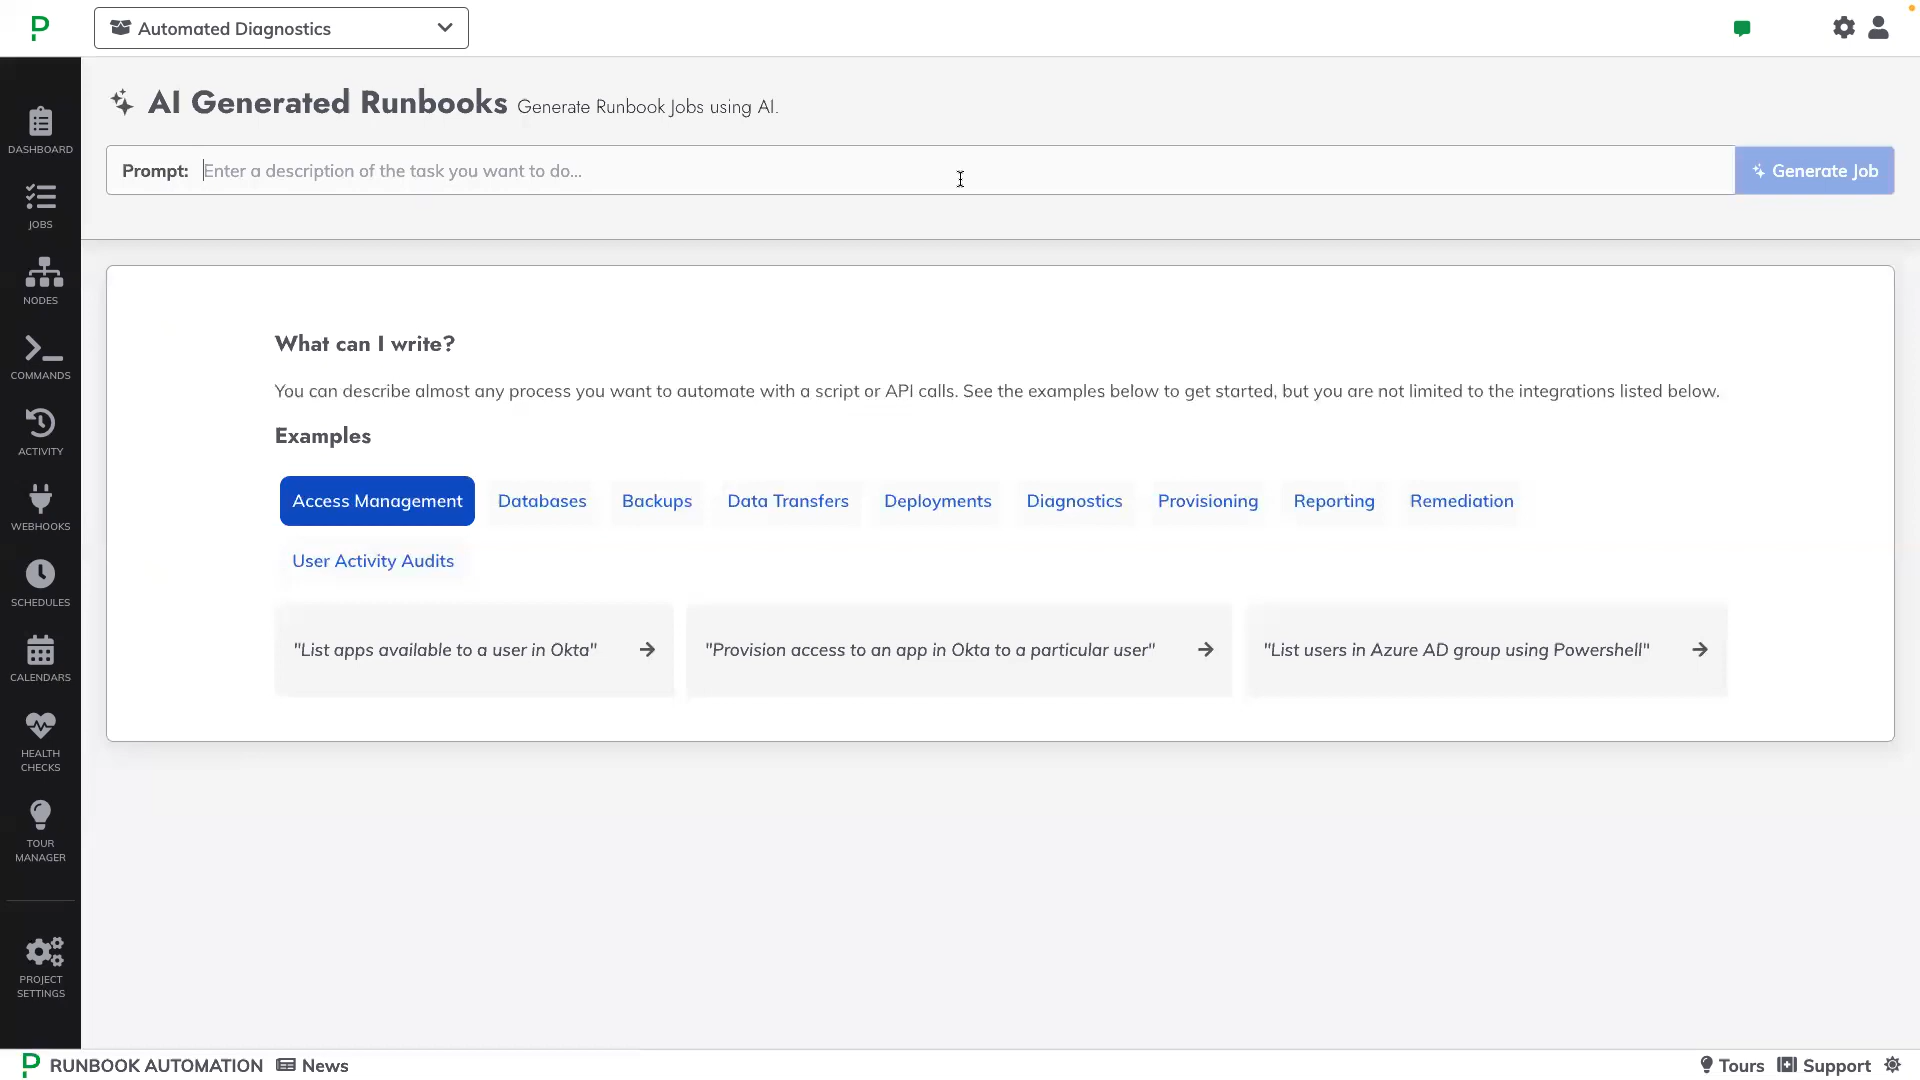 Automated Diagnostics
AI Generated Runbooks Generate Runbook Jobs using AI.
Prompt: Enter a description of the task you want to do...
Generate Job
DASHBOARD
JOBS
NODES
COMMANDS
ACTIVITY
WEBHOOKS
SCHEDULES
CALENDARS
HEALTH
CHECKS
TOUR
MANAGER
PROJECT
SETTINGS
What can I write?
You can describe almost any process you want to automate with a script or API calls. See the examples below to get started, but you are not limited to the integrations listed below.
Examples
Access Management Databases Backups Data Transfers Deployments Diagnostics Provisioning Reporting Remediation
User Activity Audits
"List apps available to a user in Okta" "Provision access to an app in Okta to a particular user" "List users in Azure AD group using Powershell"
RUNBOOK AUTOMATION News
Tours Support